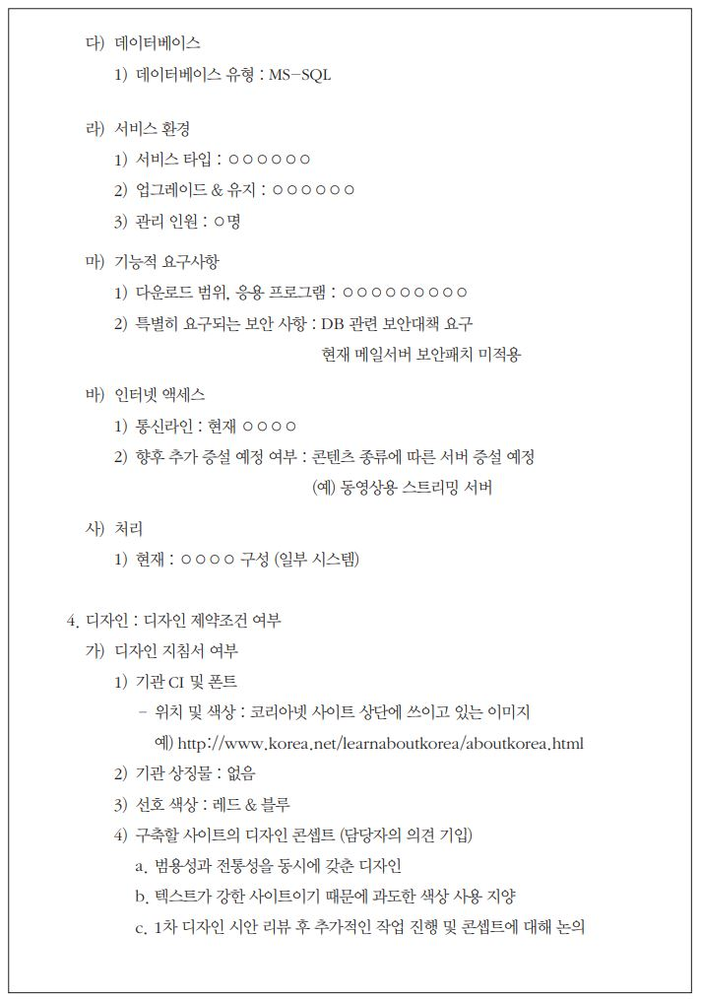 다) 데이터베이스
1) 데이터베이스 유형 : MS-SQL
라) 서비스 환경
1) 서비스 타입 : ○○○○○○
2) 업그레이드 & 유지 : ○○○○○○
3) 관리 인원 : ○명
마) 기능적 요구사항
1) 다운로드 범위, 응용 프로그램 : ○○○○○○○○○
2) 특별히 요구되는 보안 사항 : DB 관련 보안대책 요구
현재 메일서버 보안패치 미적용
바) 인터넷 액세스
1) 통신라인 : 현재 ○○○○
2) 향후 추가 증설 예정 여부 : 콘텐츠 종류에 따른 서버 증설 예정
(예) 동영상용 스트리밍 서버
사) 처리
1) 현재 : ○○○○ 구성 (일부 시스템)
4. 디자인 : 디자인 제약조건 여부
가) 디자인 지침서 여부
1) 기관 CI 및 폰트
- 위치 및 색상 : 코리아넷 사이트 상단에 쓰이고 있는 이미지
예) http://www.korea.net/learnaboutkorea/aboutkorea.html
2) 기관 상징물 : 없음
3) 선호 색상 : 레드 & 블루
4) 구축할 사이트의 디자인 콘셉트 (담당자의 의견 기입)
a. 범용성과 전통성을 동시에 갖춘 디자인
b. 텍스트가 강한 사이트이기 때문에 과도한 색상 사용 지양
c. 1차 디자인 시안 리뷰 후 추가적인 작업 진행 및 콘셉트에 대해 논의